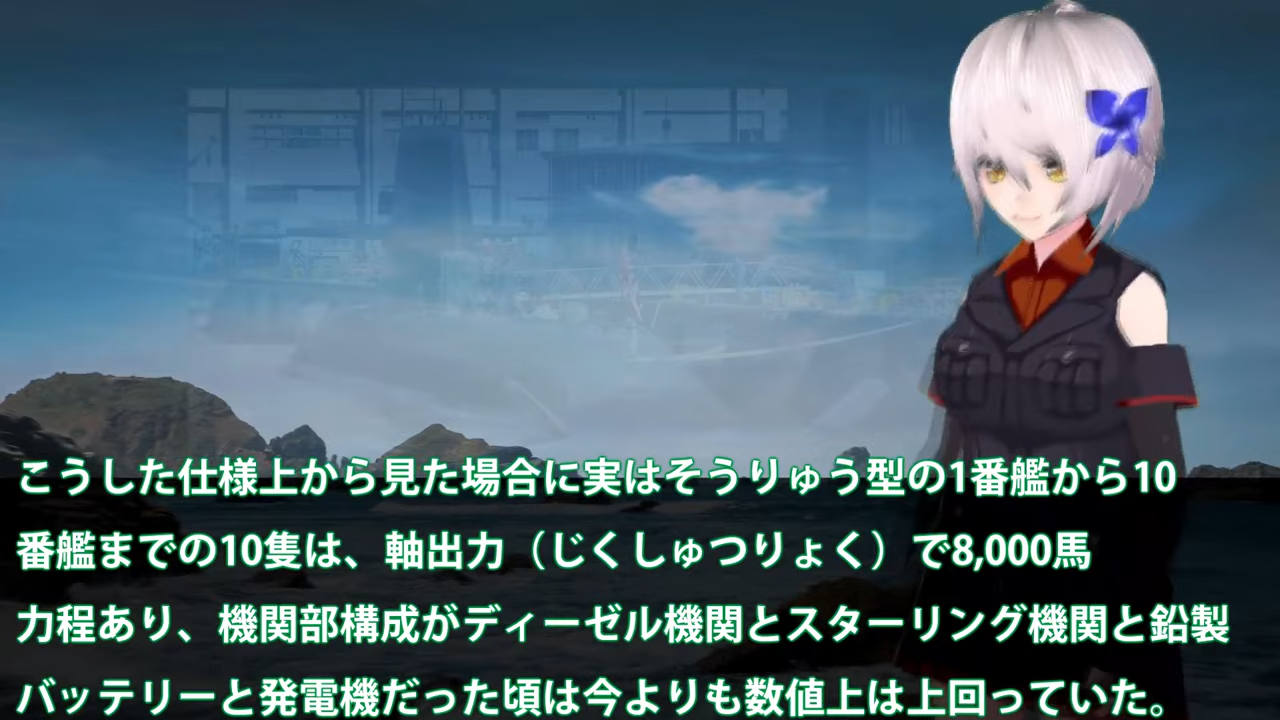 こうした仕様上から見た場合に実はそうりゅう型の1番艦から10
番艦までの10隻は、軸出力（じくしゅつりょく）で8,000馬
力程あり、機関部構成がディーゼル機関とスターリング機関と鉛製
バッテリーと発電機だった頃は今よりも数値上は上回っていた。